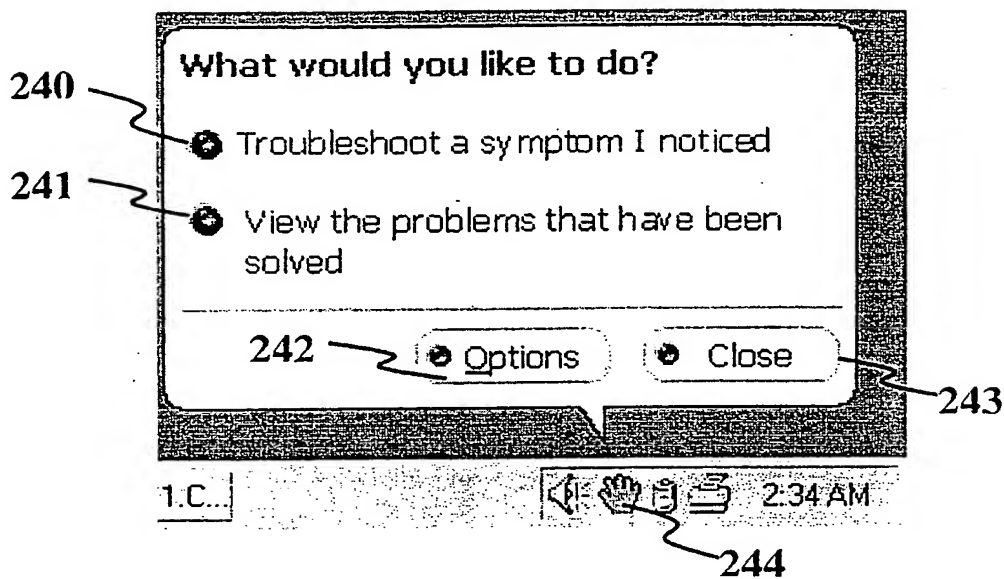 What would you like to do?
240
Troubleshoot a symptom I noticed
241
View the problems that have been
solved
242
Options
Close
243
1.C...
2:34 AM
244